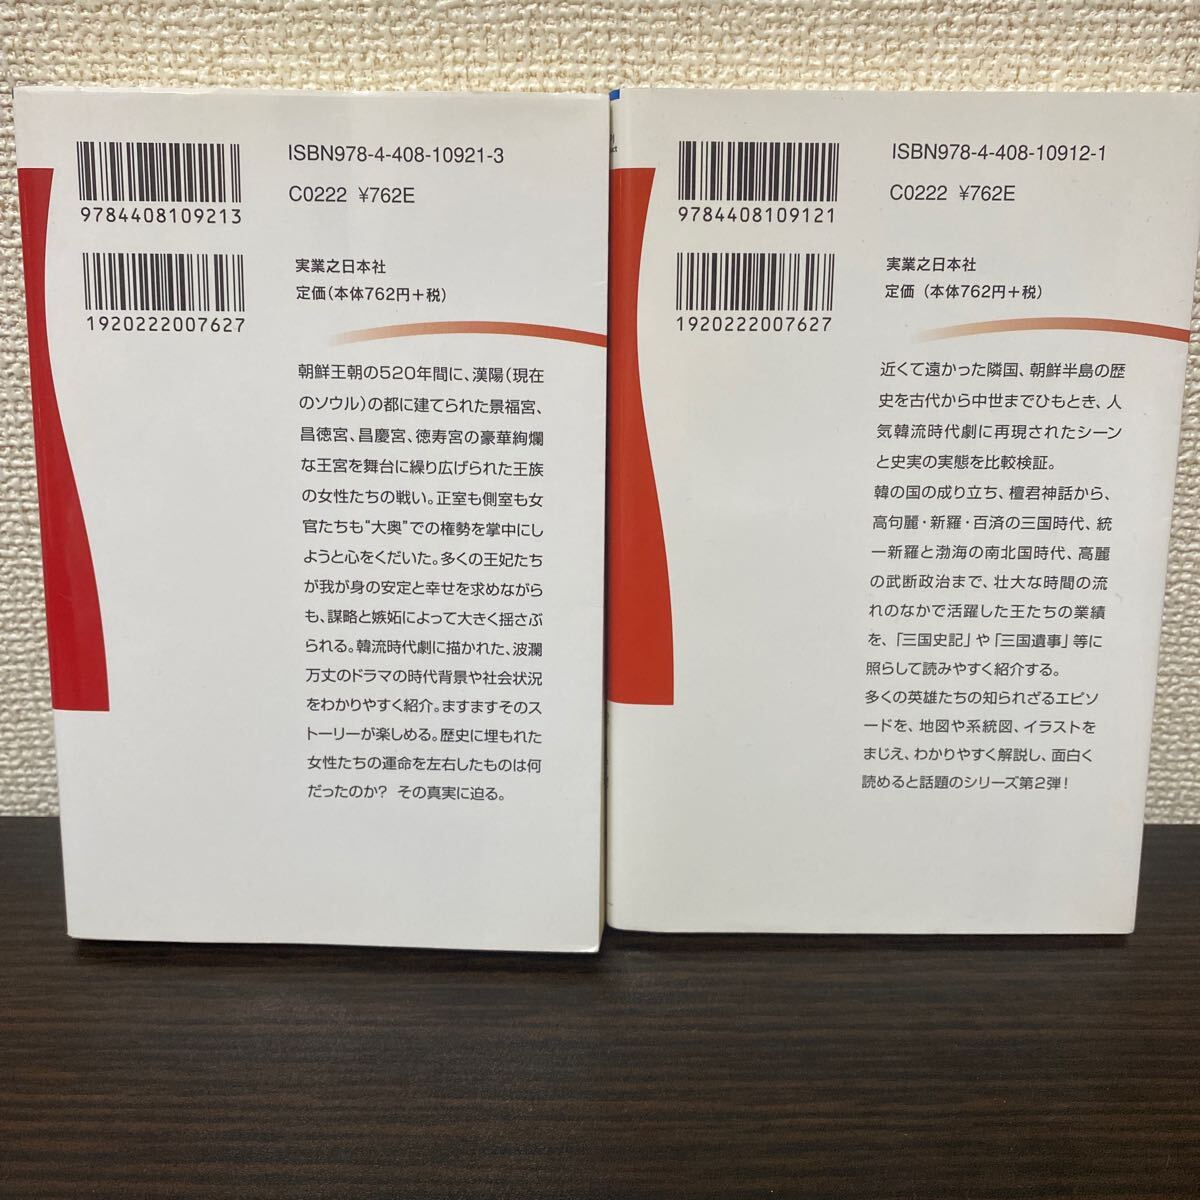 ISBN978-4-408-10921-3
9784408109213
C0222 ¥762E
実業之日本社
定価(本体762円+税)
1920222007627
朝鮮王朝の520年間に、漢陽(現在
のソウル)の都に建てられた景福宮、
昌徳宮、昌慶宮、徳寿宮の豪華絢爛
な王宮を舞台に繰り広げられた王族
の女性たちの戦い。正室も側室も女
官たちも“大奥”での権勢を掌中にし
ようと心をくだいた。多くの王妃たち
が我が身の安定と幸せを求めながら
も、謀略と嫉妬によって大きく揺さぶ
られる。韓流時代劇に描かれた、波瀾
万丈のドラマの時代背景や社会状況
をわかりやすく紹介。ますますそのス
トーリーが楽しめる。歴史に埋もれた
女性たちの運命を左右したものは何
だったのか? その真実に迫る。
ISBN978-4-408-10912-1
9784408109121
C0222 ¥762E
実業之日本社
定価(本体762円+税)
1920222007627
近くて遠かった隣国、朝鮮半島の歴
史を古代から中世までひもとき、人
気韓流時代劇に再現されたシーン
と史実の実態を比較検証。
韓の国の成り立ち、檀君神話から、
高句麗・新羅・百済の三国時代、統
一新羅と渤海の南北国時代、高麗
の武断政治まで、壮大な時間の流
れのなかで活躍した王たちの業績
を、「三国史記」や「三国遺事」等に
照らして読みやすく紹介する。
多くの英雄たちの知られざるエピソ
ードを、地図や系統図、イラストを
まじえ、わかりやすく解説し、面白く
読めると話題のシリーズ第2弾!